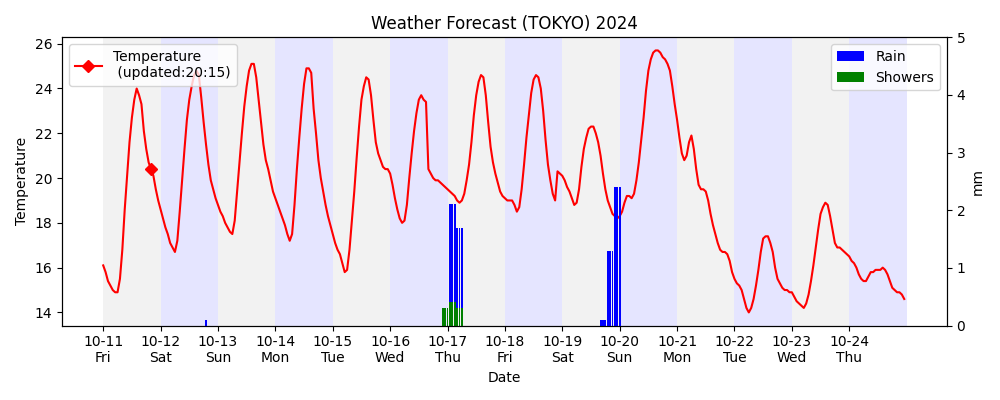 Weather Forecast (TOKYO) 2024
Temperature
(updated:20:15)
Rain
Showers
Temperature
26
24
22
20
18
16
14
5
4
3
2
1
0
mm
10-11 10-12 10-13 10-14 10-15 10-16 10-17 10-18 10-19 10-20 10-21 10-22 10-23 10-24
Fri Sat Sun Mon Tue Wed Thu Fri Sat Sun Mon Tue Wed Thu
Date